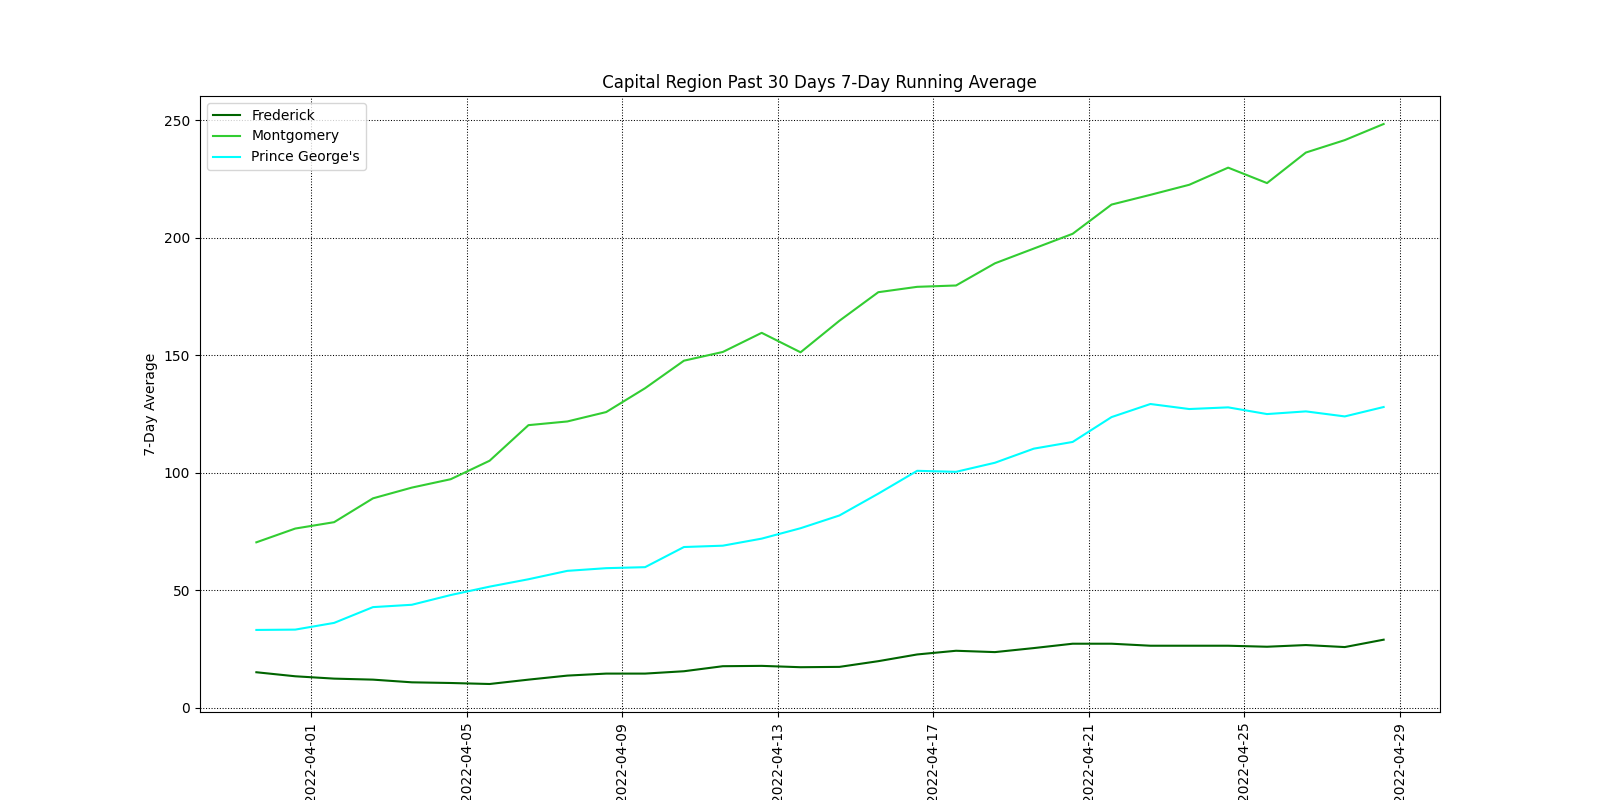 Capital Region Past 30 Days 7-Day Running Average
Frederick
Montgomery
Prince George's
7-Day Average
250
200
150
100
50
0
2022-04-01
2022-04-05
2022-04-09
2022-04-13
2022-04-17
2022-04-21
2022-04-25
2022-04-29